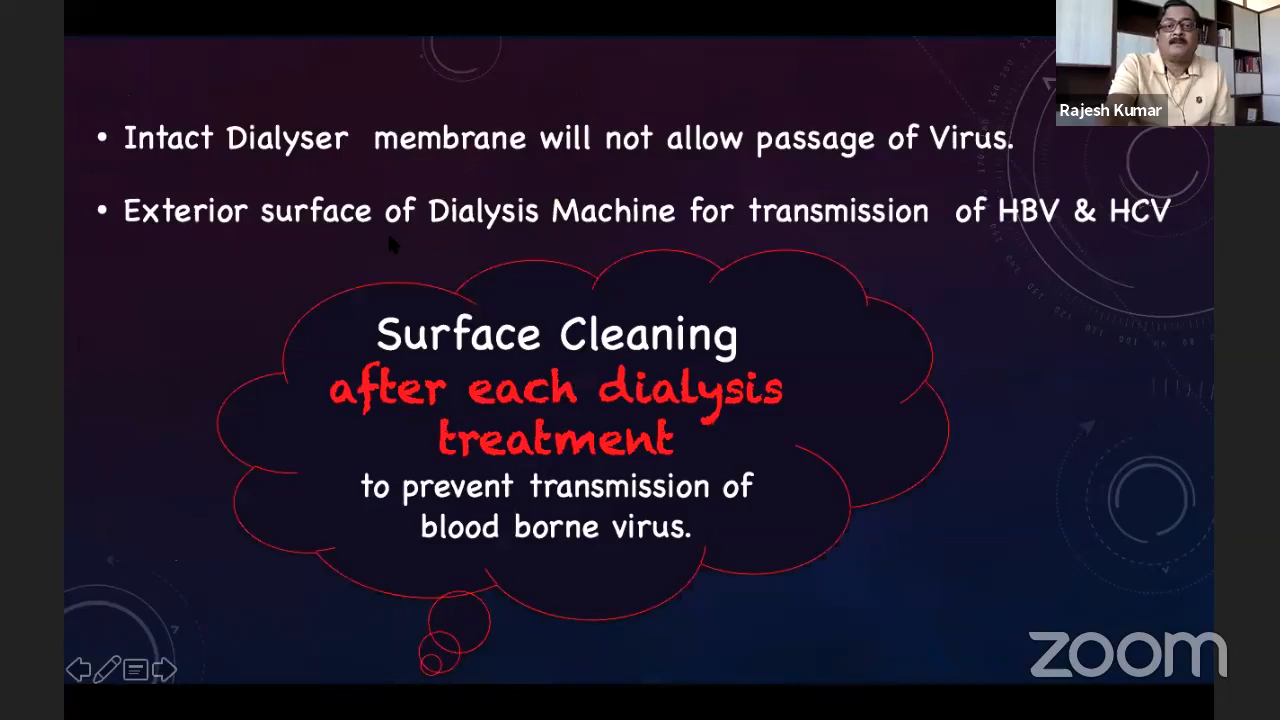 Rajesh Kumar
• Intact Dialyser membrane will not allow passage of Virus.
• Exterior surface of Dialysis Machine for transmission of HBV & HCV
Surface Cleaning
after each dialysis
treatment
to prevent transmission of
blood borne virus.
zoom